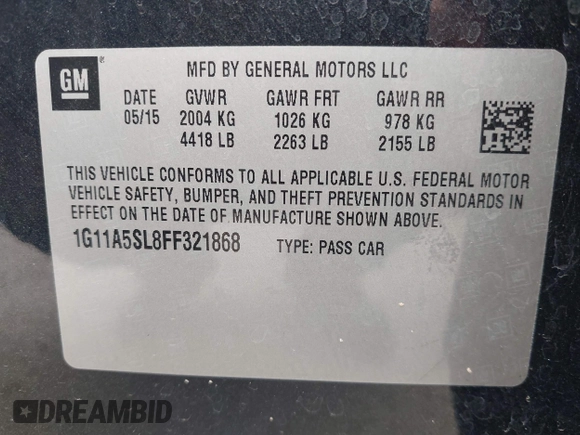 GM
MFD BY GENERAL MOTORS LLC
DATE GVWR GAWR FRT GAWR RR
05/15 2004 KG 1026 KG 978 KG
4418 LB 2263 LB 2155 LB
THIS VEHICLE CONFORMS TO ALL APPLICABLE U.S. FEDERAL MOTOR
VEHICLE SAFETY, BUMPER, AND THEFT PREVENTION STANDARDS IN
EFFECT ON THE DATE OF MANUFACTURE SHOWN ABOVE.
1G11A5SL8FF321868 TYPE: PASS CAR
DREAMBID